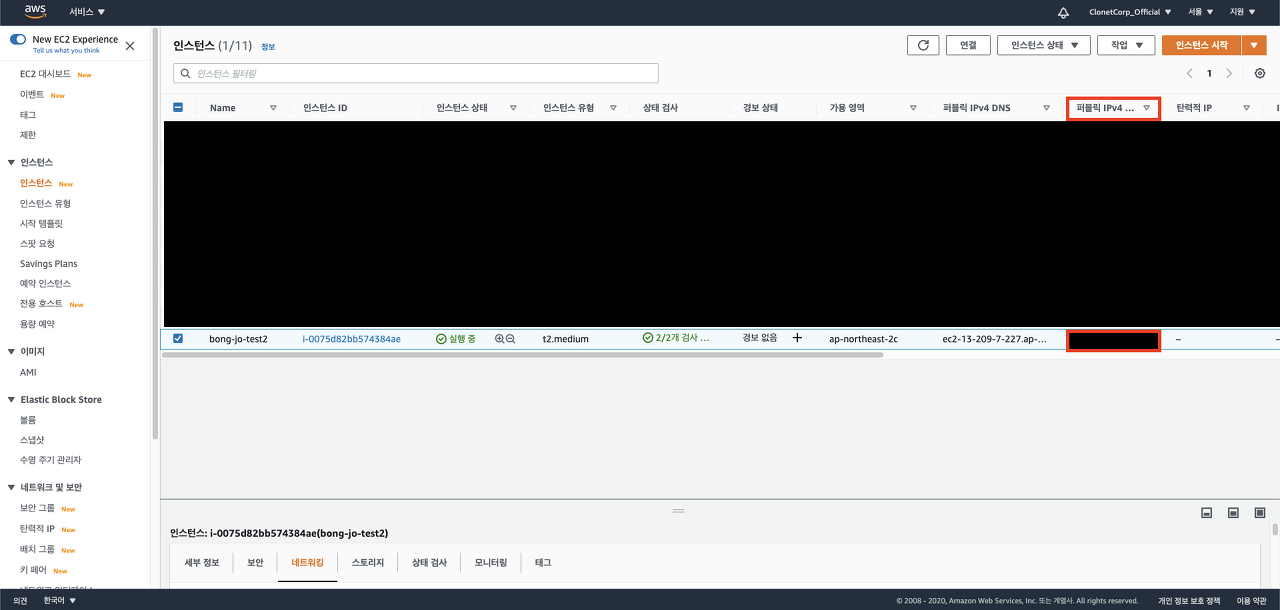 aws 서비스 ClonetCorp_Official 서울 지원
New EC2 Experience
Tell us what you think
EC2 대시보드 New
이벤트 New
태그
제한
인스턴스
인스턴스 New
인스턴스 유형
시작 템플릿
스팟 요청
Savings Plans
예약 인스턴스
전용 호스트 New
용량 예약
이미지
AMI
Elastic Block Store
볼륨
스냅샷
수명 주기 관리자
네트워크 및 보안
보안 그룹 New
탄력적 IP New
배치 그룹 New
키 페어 New
인스턴스 (1/11) 정보
연결 인스턴스 상태 작업 인스턴스 시작
인스턴스 필터링
1
Name 인스턴스 ID 인스턴스 상태 인스턴스 유형 상태 검사 경보 상태 가용 영역 퍼블릭 IPv4 DNS 퍼블릭 IPv4 ... 탄력적 IP
bong-jo-test2 i-0075d82bb574384ae 실행 중 t2.medium 2/2개 검사 ... 경보 없음 + ap-northeast-2c ec2-13-209-7-227.ap-... –
인스턴스: i-0075d82bb574384ae(bong-jo-test2)
세부 정보 보안 네트워킹 스토리지 상태 검사 모니터링 태그
의견 한국어 © 2008 - 2020, Amazon Web Services, Inc. 또는 계열사. All rights reserved. 개인 정보 보호 정책 이용 약관